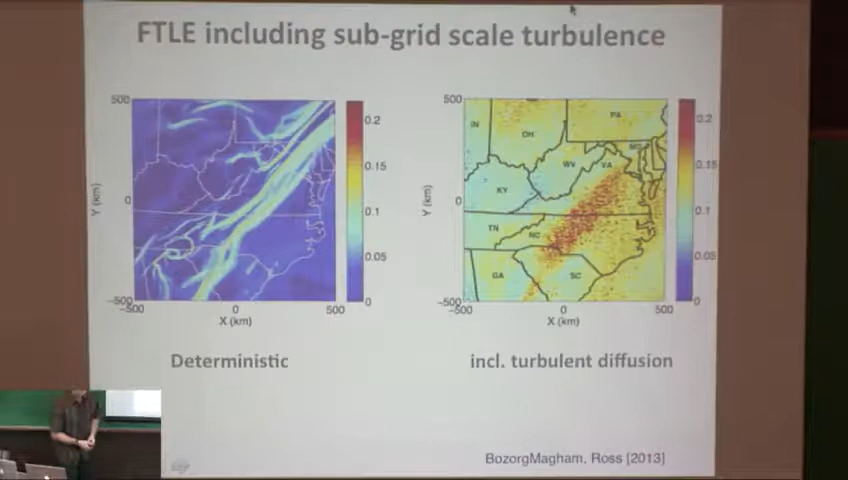 FTLE including sub-grid scale turbulence
500
0
-500
-500
0
500
Y (km)
X (km)
0.2
0.15
0.1
0.05
0
Deterministic
500
0
-500
-500
0
500
Y (km)
X (km)
IN
OH
PA
MD
WV
VA
KY
TN
NC
GA
SC
0.2
0.15
0.1
0.05
0
incl. turbulent diffusion
BozorgMagham, Ross [2013]